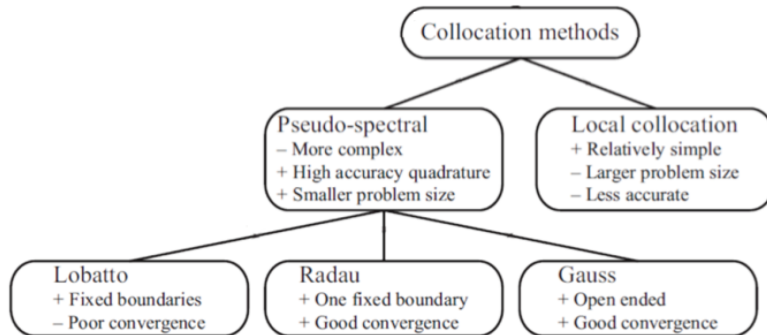 Collocation methods
Pseudo-spectral
– More complex
+ High accuracy quadrature
+ Smaller problem size
Local collocation
+ Relatively simple
– Larger problem size
– Less accurate
Lobatto
+ Fixed boundaries
– Poor convergence
Radau
+ One fixed boundary
+ Good convergence
Gauss
+ Open ended
+ Good convergence